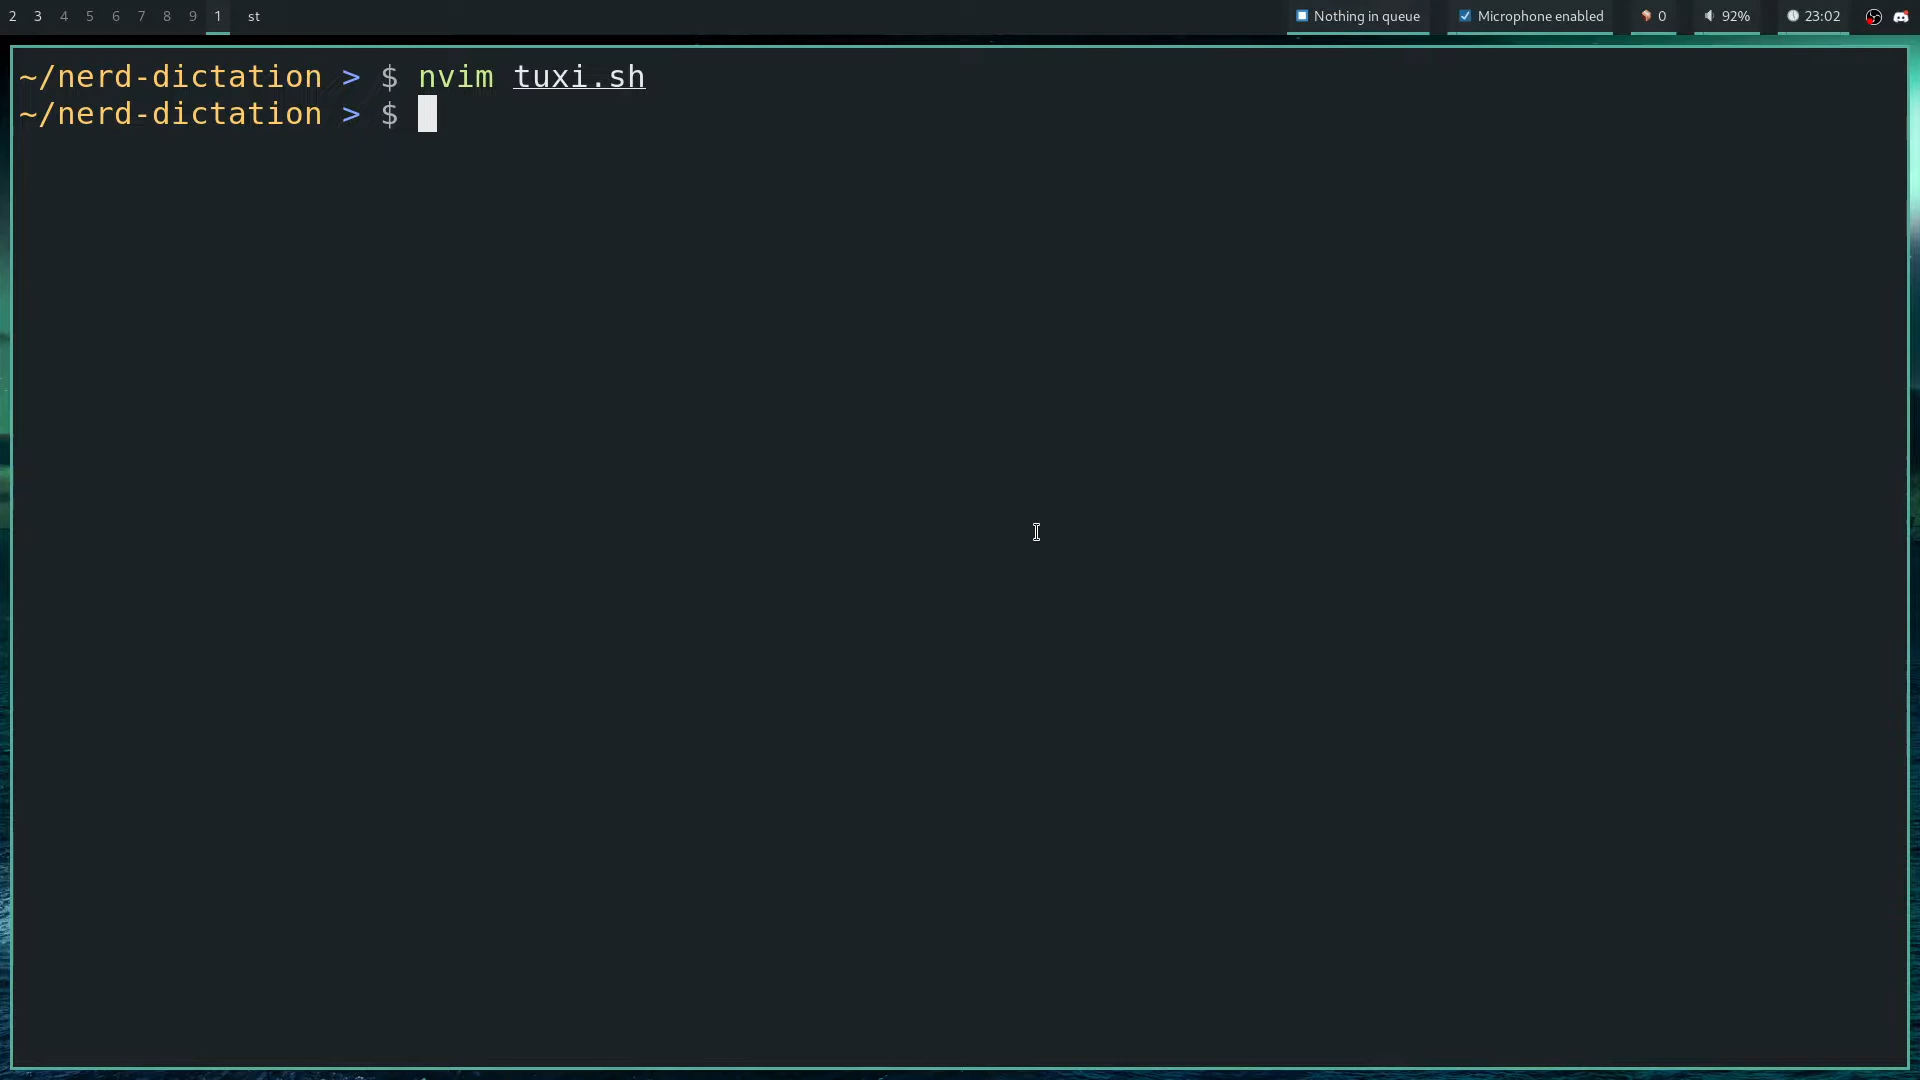 2 3 4 5 6 7 8 9 1 st Nothing in queue Microphone enabled 0 92% 23:02
~/nerd-dictation > $ nvim tuxi.sh
~/nerd-dictation > $